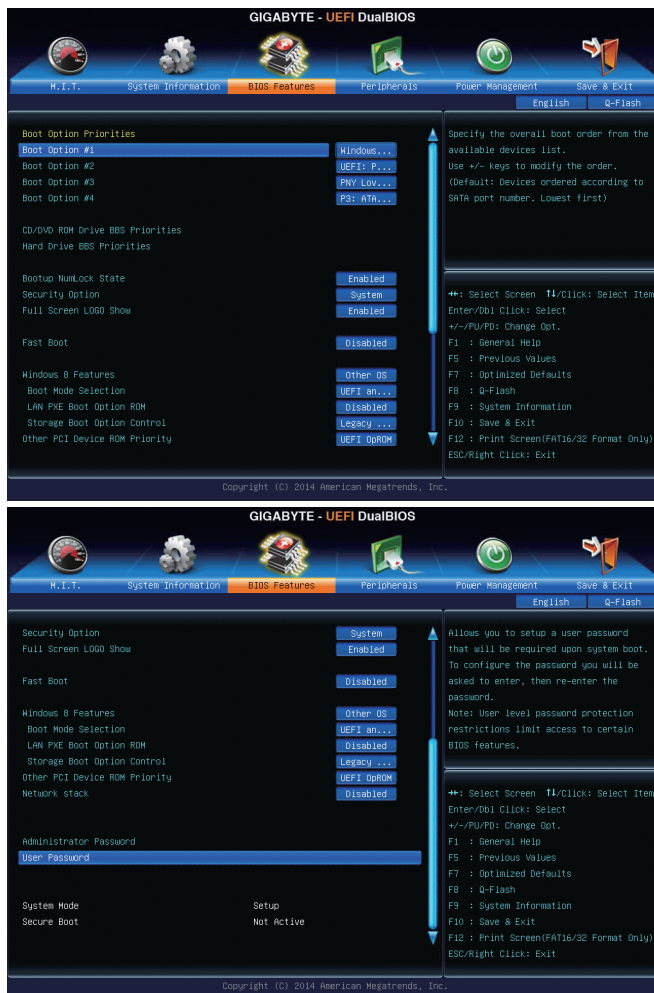 GIGABYTE - UEFI DualBIOS
M.I.T. System Information BIOS Features Peripherals Power Management Save & Exit
English Q-Flash
Boot Option Priorities
Boot Option #1 Windows...
Boot Option #2 UEFI: P...
Boot Option #3 PNY Lov...
Boot Option #4 P3: ATA...
CD/DVD ROM Drive BBS Priorities
Hard Drive BBS Priorities
Bootup NumLock State Enabled
Security Option System
Full Screen LOGO Show Enabled
Fast Boot Disabled
Windows 8 Features Other OS
Boot Mode Selection UEFI an...
LAN PXE Boot Option ROM Disabled
Storage Boot Option Control Legacy ...
Other PCI Device ROM Priority UEFI OpROM
Specify the overall boot order from the
available devices list.
Use +/- keys to modify the order.
(Default: Devices ordered according to
SATA port number. Lowest first)
→←: Select Screen ↑↓/Click: Select Item
Enter/Dbl Click: Select
+/-/PU/PD: Change Opt.
F1 : General Help
F5 : Previous Values
F7 : Optimized Defaults
F8 : Q-Flash
F9 : System Information
F10 : Save & Exit
F12 : Print Screen(FAT16/32 Format Only)
ESC/Right Click: Exit
Copyright (C) 2014 American Megatrends, Inc.
GIGABYTE - UEFI DualBIOS
M.I.T. System Information BIOS Features Peripherals Power Management Save & Exit
English Q-Flash
Security Option System
Full Screen LOGO Show Enabled
Fast Boot Disabled
Windows 8 Features Other OS
Boot Mode Selection UEFI an...
LAN PXE Boot Option ROM Disabled
Storage Boot Option Control Legacy ...
Other PCI Device ROM Priority UEFI OpROM
Network stack Disabled
Administrator Password
User Password
System Mode Setup
Secure Boot Not Active
Allows you to setup a user password
that will be required upon system boot.
To configure the password you will be
asked to enter, then re-enter the
password.
Note: User level password protection
restrictions limit access to certain
BIOS features.
→←: Select Screen ↑↓/Click: Select Item
Enter/Dbl Click: Select
+/-/PU/PD: Change Opt.
F1 : General Help
F5 : Previous Values
F7 : Optimized Defaults
F8 : Q-Flash
F9 : System Information
F10 : Save & Exit
F12 : Print Screen(FAT16/32 Format Only)
ESC/Right Click: Exit
Copyright (C) 2014 American Megatrends, Inc.